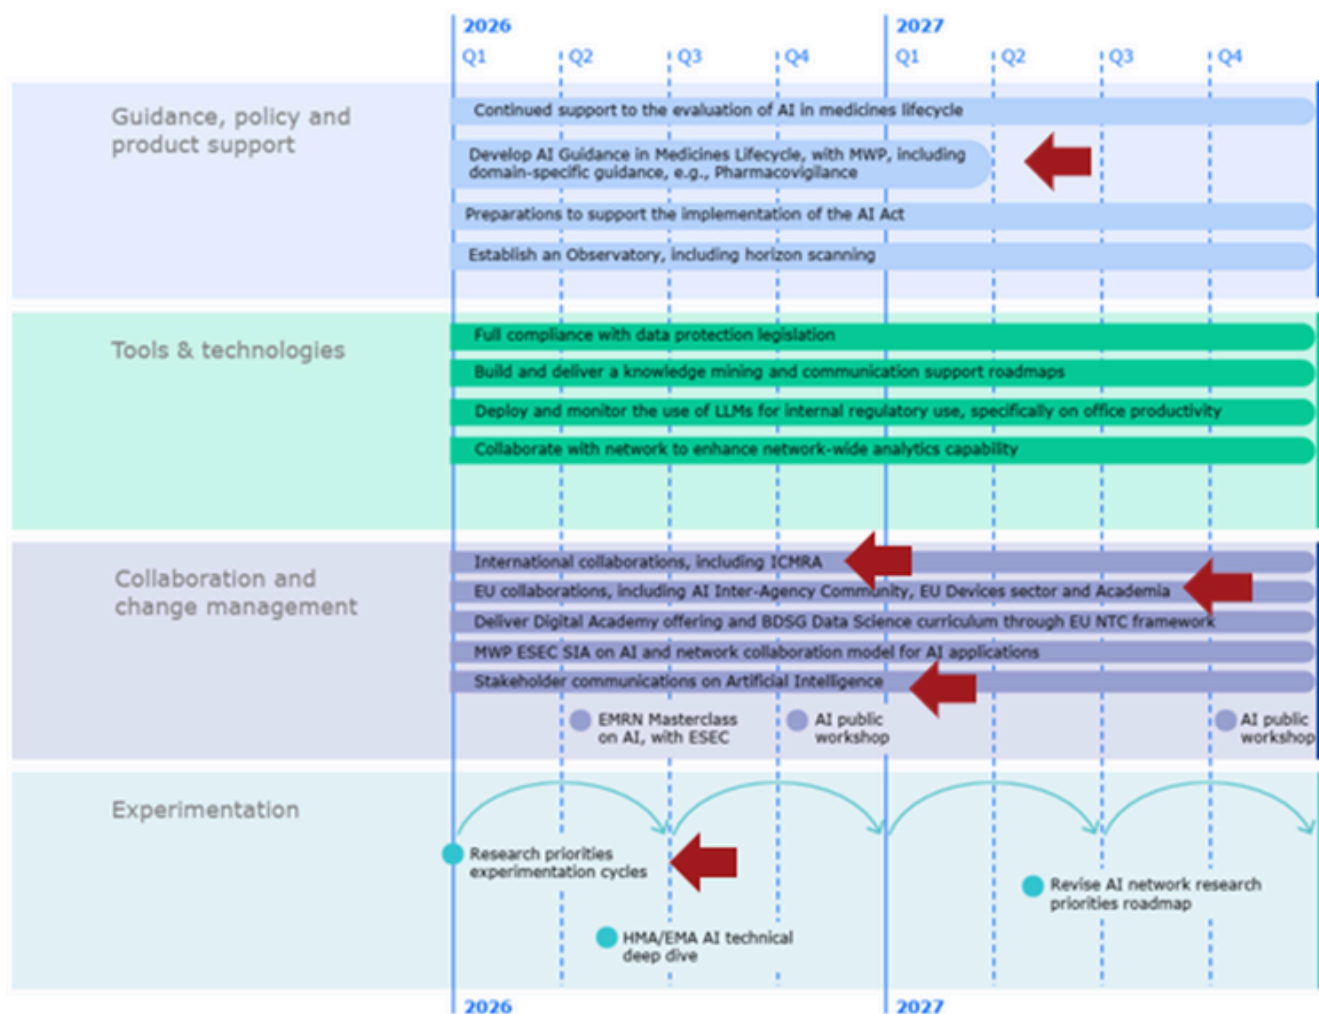 2026
2027
Q1
Q2
Q3
Q4
Q1
Q2
Q3
Q4
Guidance, policy and
product support
Continued support to the evaluation of AI in medicines lifecycle
Develop AI Guidance in Medicines Lifecycle, with MWP, including
domain-specific guidance, e.g., Pharmacovigilance
Preparations to support the implementation of the AI Act
Establish an Observatory, including horizon scanning
Tools & technologies
Full compliance with data protection legislation
Build and deliver a knowledge mining and communication support roadmaps
Deploy and monitor the use of LLMs for internal regulatory use, specifically on office productivity
Collaborate with network to enhance network-wide analytics capability
Collaboration and
change management
International collaborations, including ICMRA
EU collaborations, including AI Inter-Agency Community, EU Devices sector and Academia
Deliver Digital Academy offering and BDSG Data Science curriculum through EU NTC framework
MWP ESEC SIA on AI and network collaboration model for AI applications
Stakeholder communications on Artificial Intelligence
EMRN Masterclass
on AI, with ESEC
AI public
workshop
AI public
workshop
Experimentation
Research priorities
experimentation cycles
Revise AI network research
priorities roadmap
HMA/EMA AI technical
deep dive
2026
2027